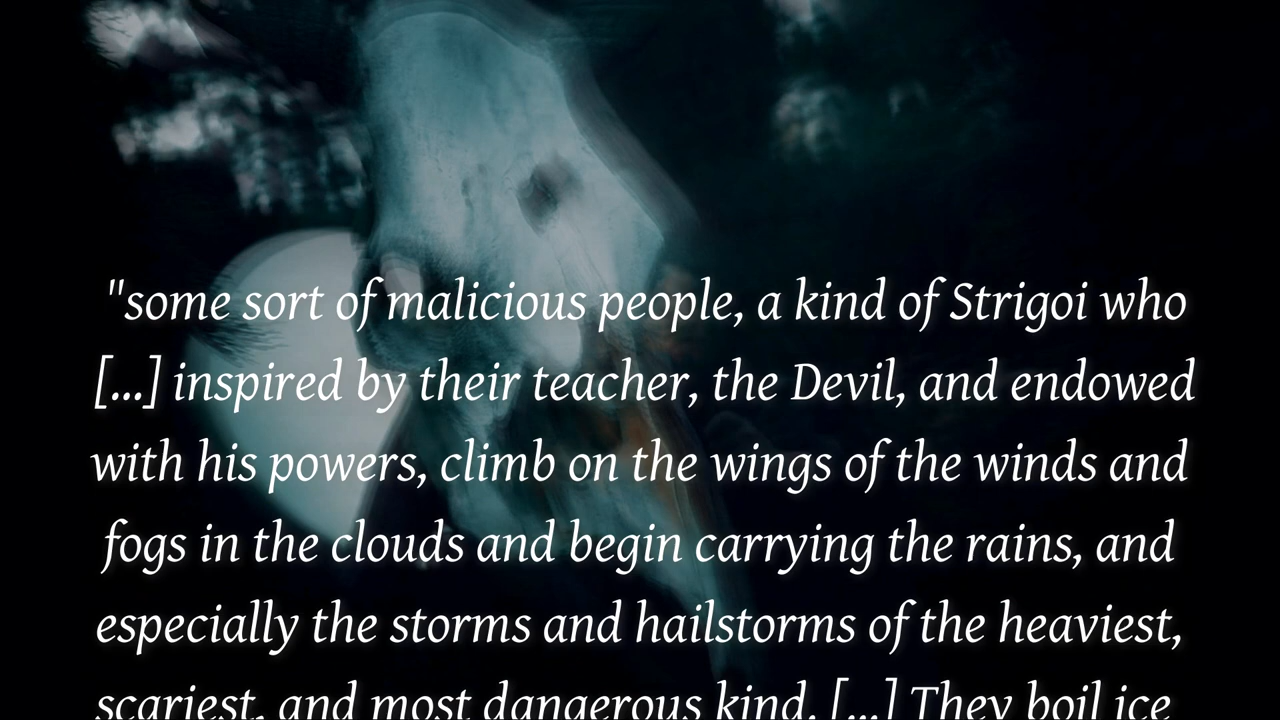 "some sort of malicious people, a kind of Strigoi who
[...] inspired by their teacher, the Devil, and endowed
with his powers, climb on the wings of the winds and
fogs in the clouds and begin carrying the rains, and
especially the storms and hailstorms of the heaviest,
scariest, and most dangerous kind. [...] They boil ice